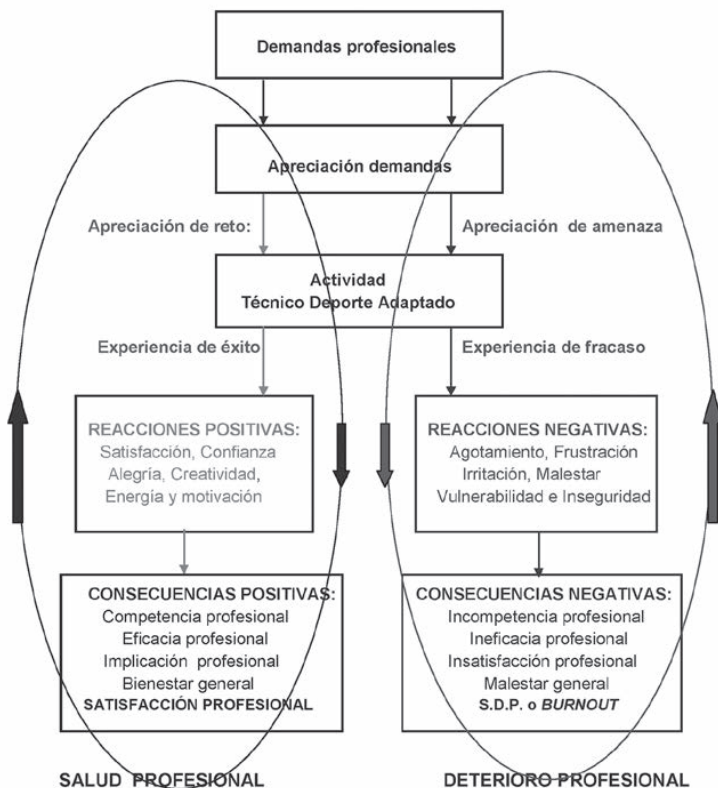 Demandas profesionales
Apreciación demandas
Apreciación de reto:
Apreciación de amenaza
Actividad
Técnico Deporte Adaptado
Experiencia de éxito
Experiencia de fracaso
REACCIONES POSITIVAS:
Satisfacción, Confianza
Alegría, Creatividad,
Energía y motivación
REACCIONES NEGATIVAS:
Agotamiento, Frustración
Irritación, Malestar
Vulnerabilidad e Inseguridad
CONSECUENCIAS POSITIVAS:
Competencia profesional
Eficacia profesional
Implicación profesional
Bienestar general
SATISFACCIÓN PROFESIONAL
CONSECUENCIAS NEGATIVAS:
Incompetencia profesional
Ineficacia profesional
Insatisfacción profesional
Malestar general
S.D.P. o BURNOUT
SALUD PROFESIONAL
DETERIORO PROFESIONAL